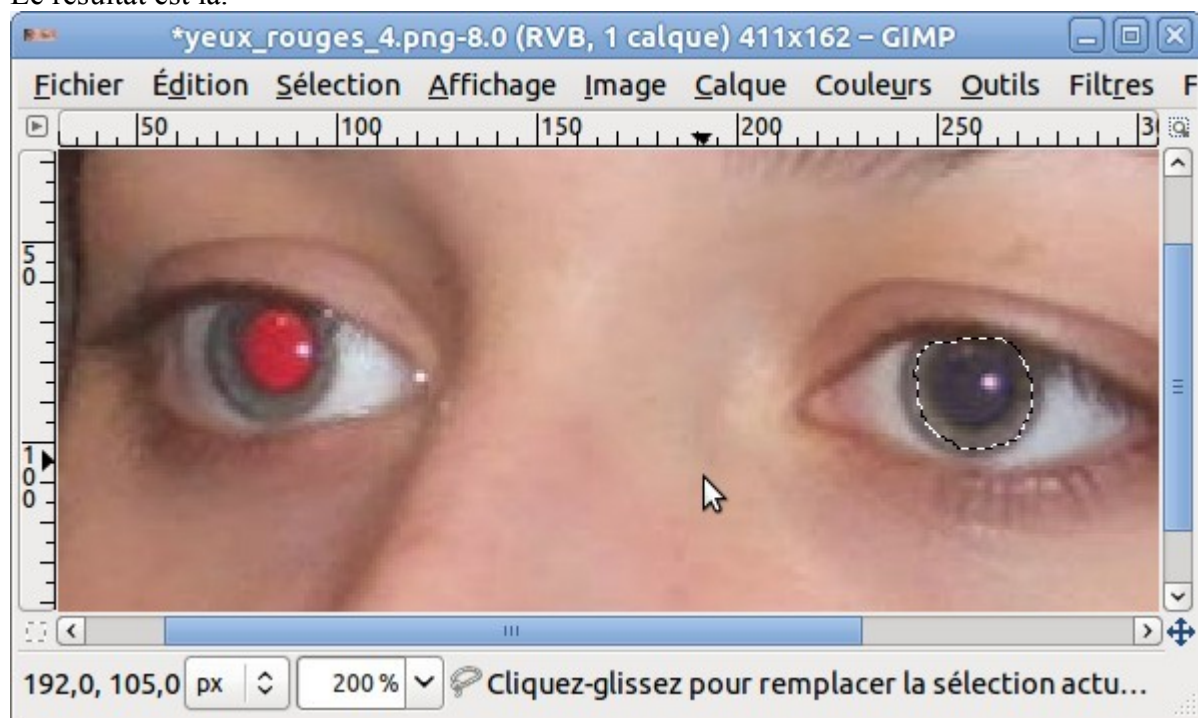 Le résultat est là.
*yeux_rouges_4.png-8.0 (RVB, 1 calque) 411x162 – GIMP
Fichier Édition Sélection Affichage Image Calque Couleurs Outils Filtres F
50 100 150 200 250 30
50
100
192,0, 105,0 px 200 % Cliquez-glissez pour remplacer la sélection actu…